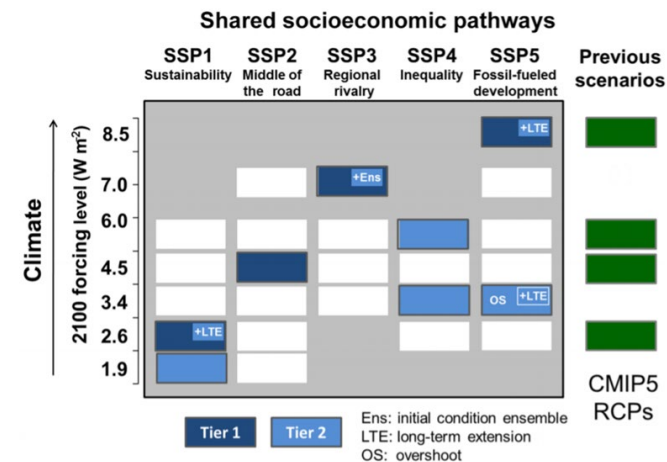 Shared socioeconomic pathways
SSP1 SSP2 SSP3 SSP4 SSP5
Sustainability Middle of the road Regional rivalry Inequality Fossil-fueled development
Previous scenarios
Climate
2100 forcing level (W m²)
8.5 +LTE
7.0 +Ens
6.0
4.5
3.4 OS +LTE
2.6 +LTE
1.9
CMIP5
RCPs
Tier 1 Tier 2
Ens: initial condition ensemble
LTE: long-term extension
OS: overshoot